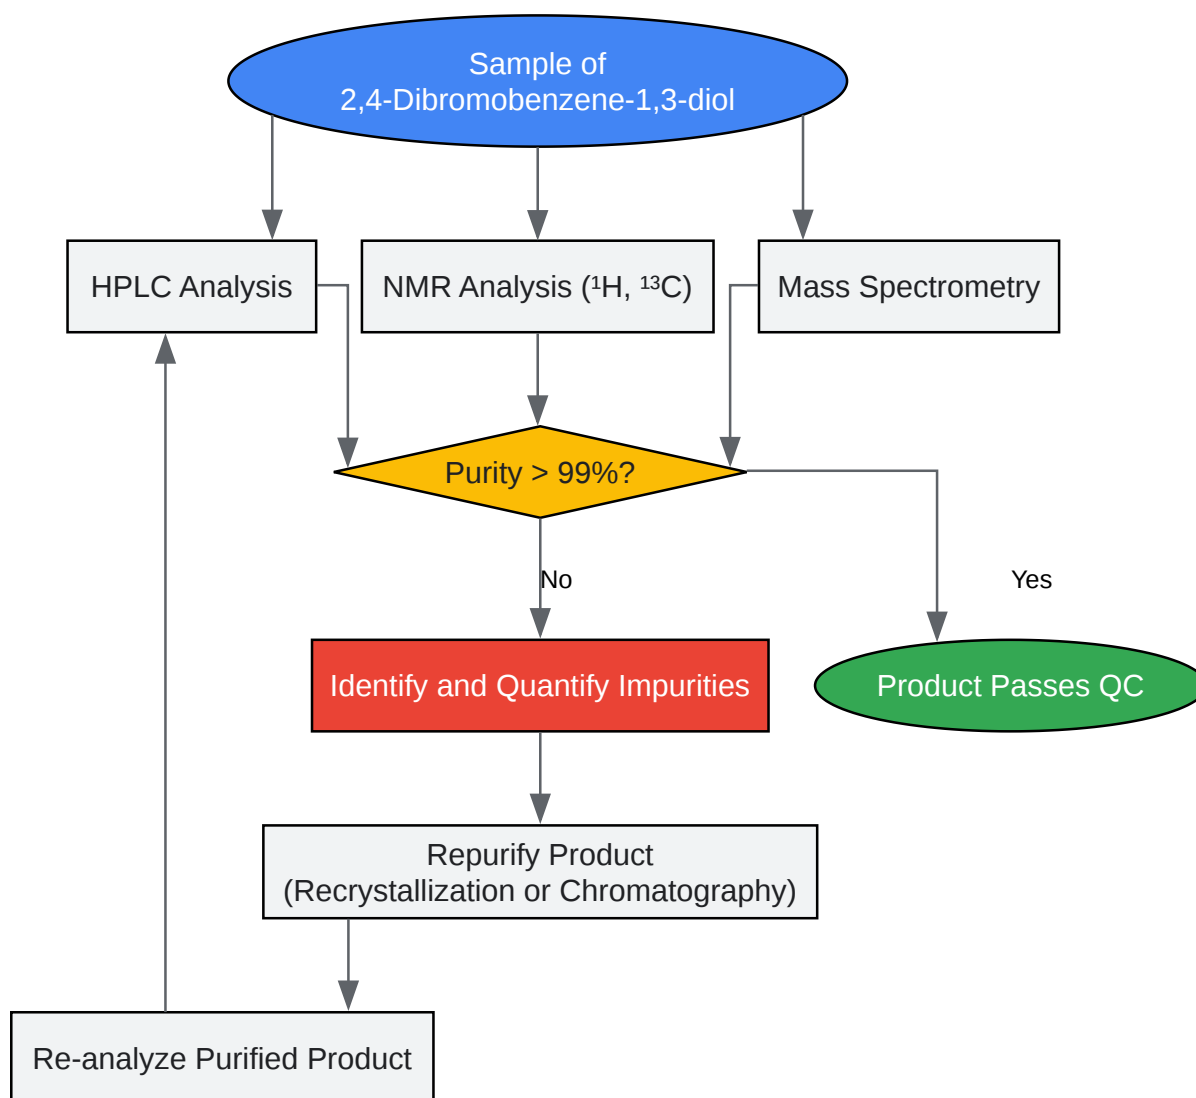 Sample of
2,4-Dibromobenzene-1,3-diol
HPLC Analysis
NMR Analysis (¹H, ¹³C)
Mass Spectrometry
Purity > 99%?
No
Yes
Identify and Quantify Impurities
Product Passes QC
Repurify Product
(Recrystallization or Chromatography)
Re-analyze Purified Product